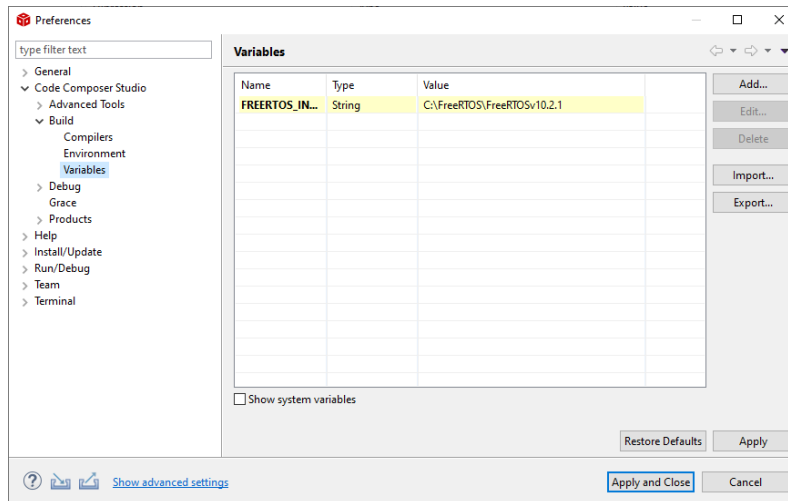 Preferences
type filter text
General
Code Composer Studio
Advanced Tools
Build
Compilers
Environment
Variables
Debug
Grace
Products
Help
Install/Update
Run/Debug
Team
Terminal
Variables
Name Type Value
FREERTOS_IN... String C:\FreeRTOS\FreeRTOSv10.2.1
Add...
Edit...
Delete
Import...
Export...
Show system variables
Restore Defaults Apply
Show advanced settings
Apply and Close Cancel